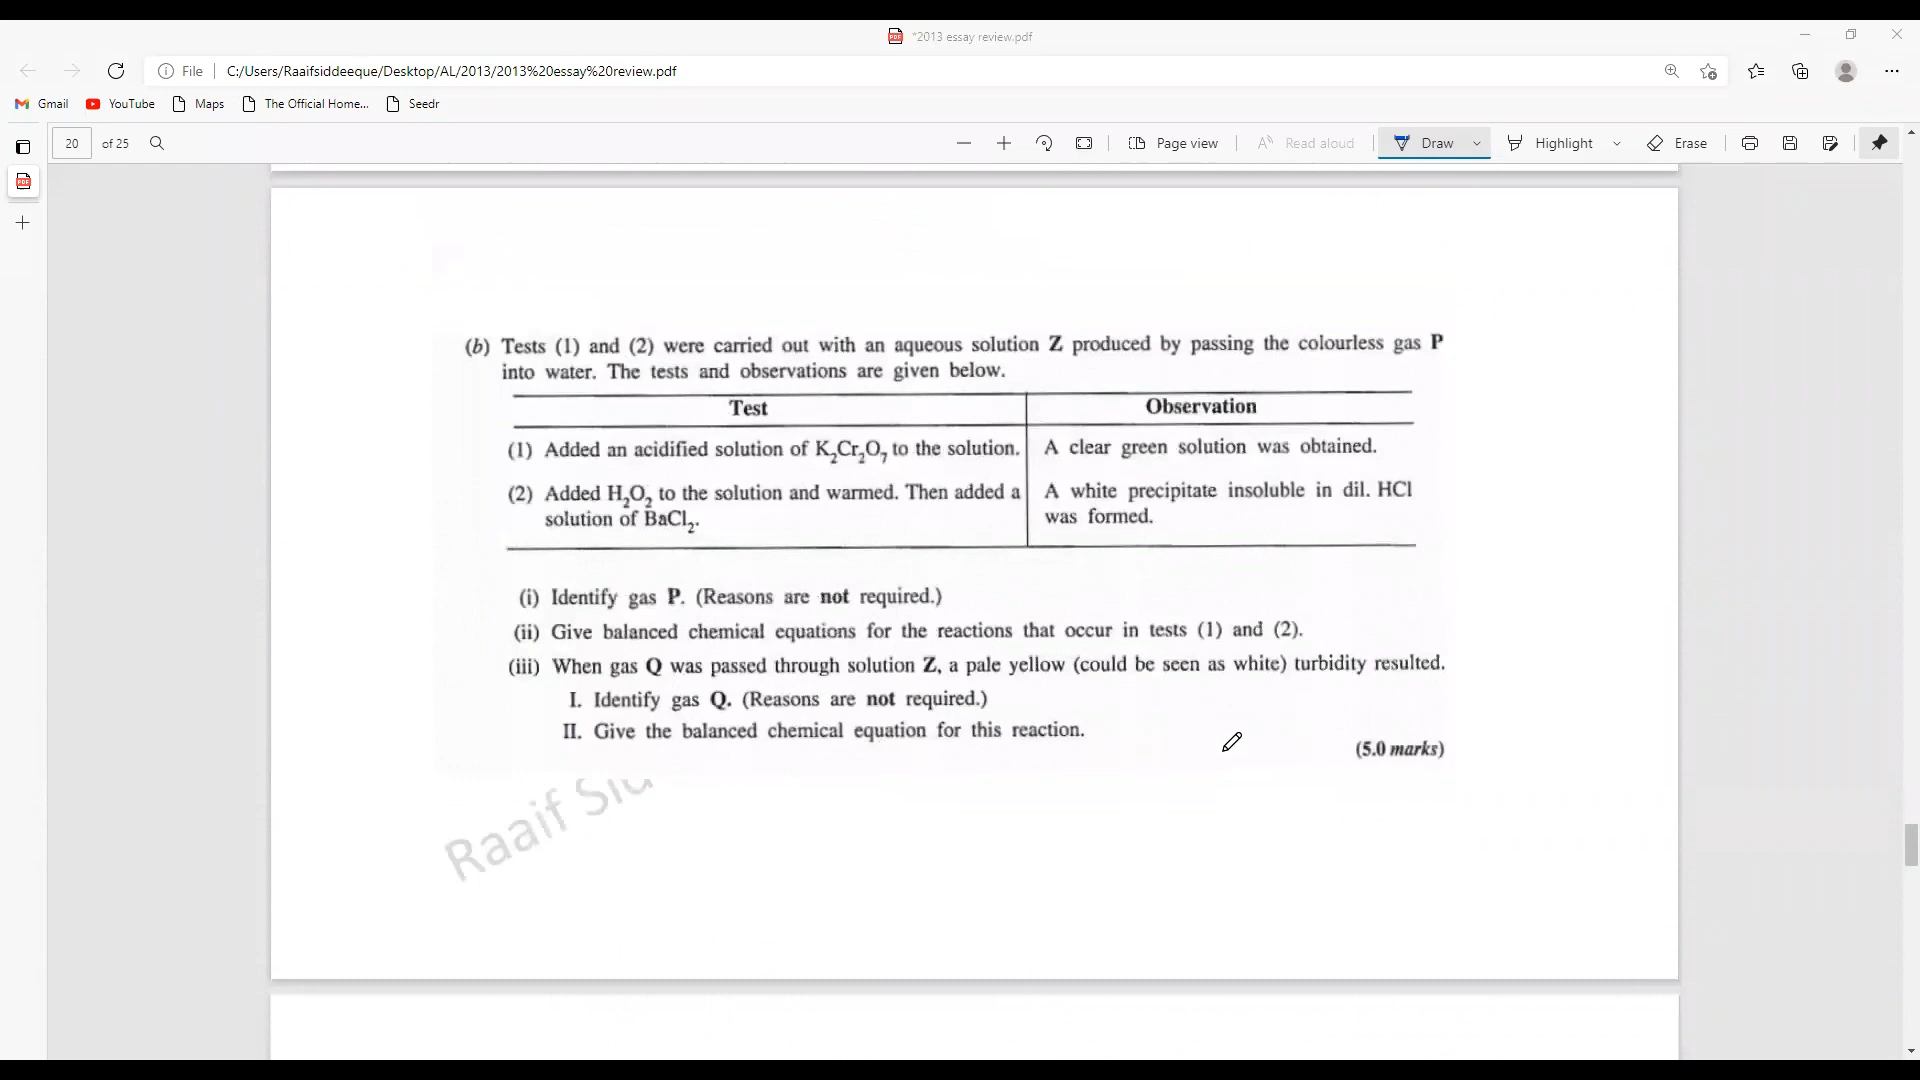 *2013 essay review.pdf
File C:/Users/Raaifsiddeeque/Desktop/AL/2013/2013%20essay%20review.pdf
Gmail YouTube Maps The Official Home... Seedr
20 of 25 Page view Read aloud Draw Highlight Erase
(b) Tests (1) and (2) were carried out with an aqueous solution Z produced by passing the colourless gas P
into water. The tests and observations are given below.
Test Observation
(1) Added an acidified solution of K₂Cr₂O₇ to the solution. A clear green solution was obtained.
(2) Added H₂O₂ to the solution and warmed. Then added a A white precipitate insoluble in dil. HCl
solution of BaCl₂. was formed.
(i) Identify gas P. (Reasons are not required.)
(ii) Give balanced chemical equations for the reactions that occur in tests (1) and (2).
(iii) When gas Q was passed through solution Z, a pale yellow (could be seen as white) turbidity resulted.
I. Identify gas Q. (Reasons are not required.)
II. Give the balanced chemical equation for this reaction.
(5.0 marks)
Raaif